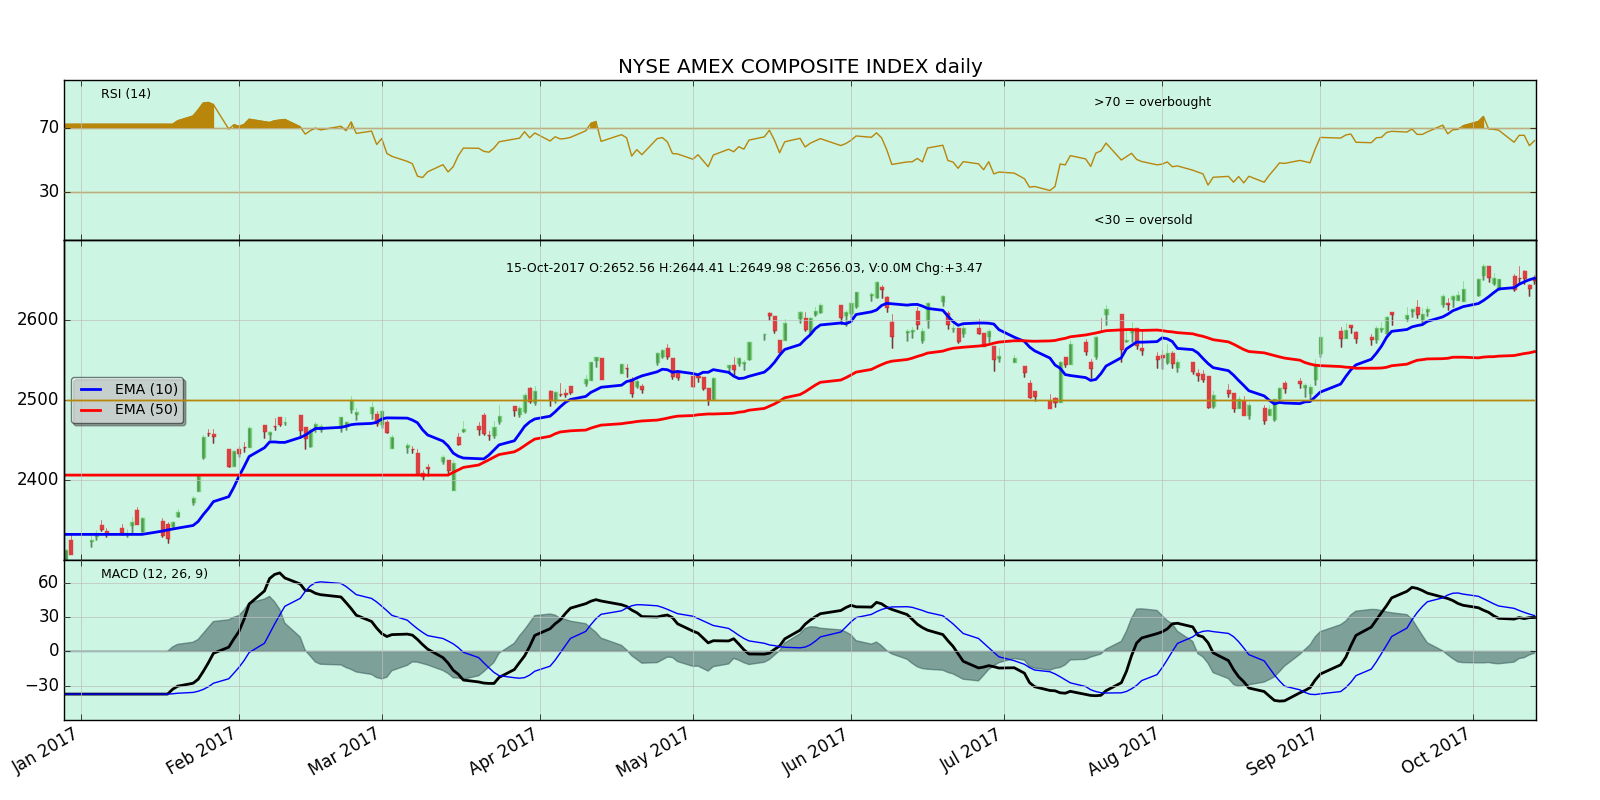 NYSE AMEX COMPOSITE INDEX daily
RSI (14)
>70 = overbought
70
30
<30 = oversold
15-Oct-2017 O:2652.56 H:2644.41 L:2649.98 C:2656.03, V:0.0M Chg:+3.47
2600
EMA (10)
2500
EMA (50)
2400
MACD (12, 26, 9)
60
30
0
−30
Jan 2017
Feb 2017
Mar 2017
Apr 2017
May 2017
Jun 2017
Jul 2017
Aug 2017
Sep 2017
Oct 2017